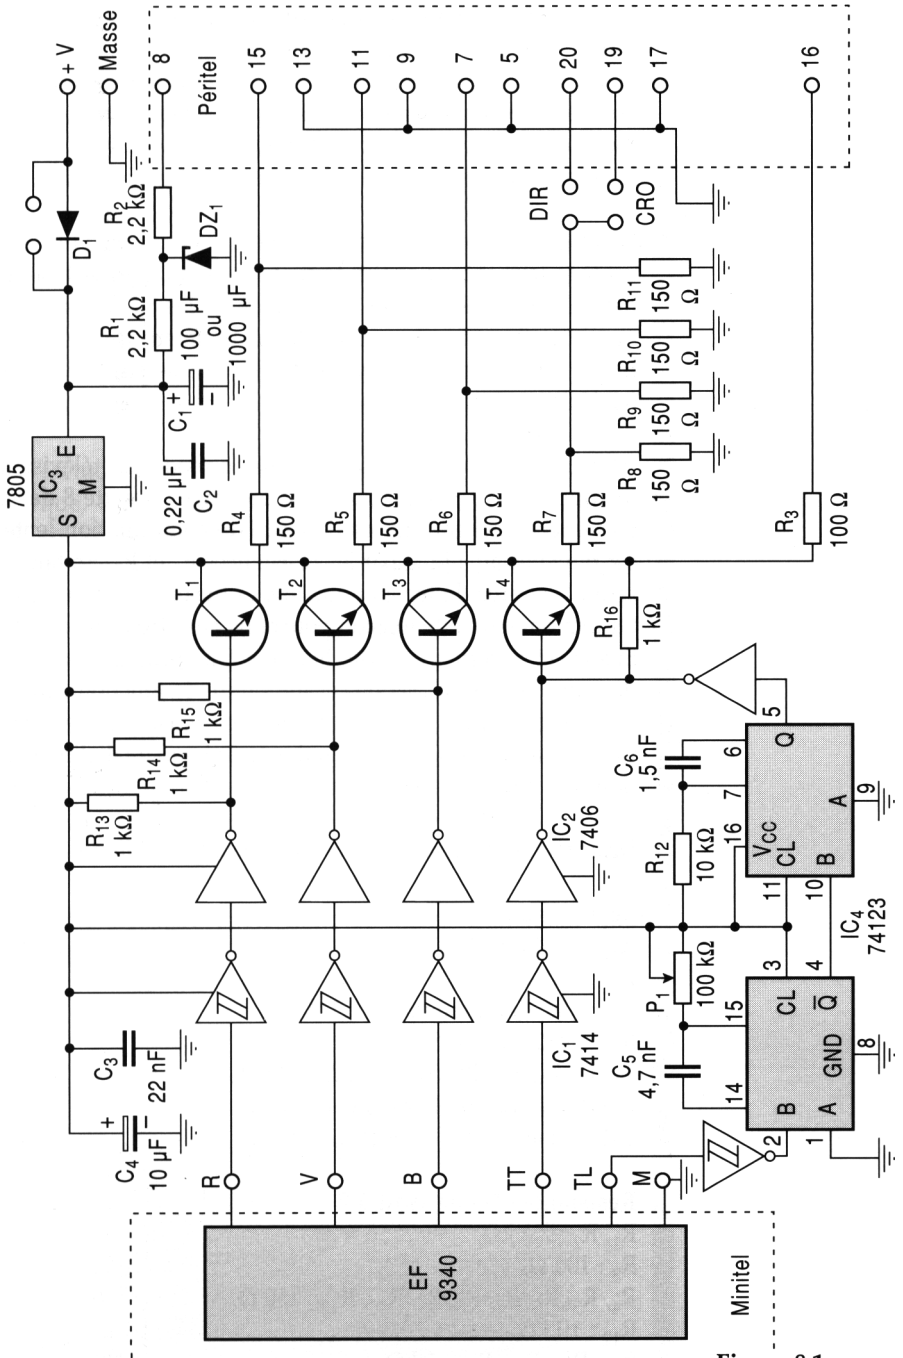 + V
Masse
8
15
13
11
9
7
5
20
19
17
16
Péritel
D1
R2
2,2 kΩ
DZ1
R1
2,2 kΩ
100 µF
ou
1000 µF
C1
+
−
0,22 µF
C2
7805
IC3
E
M
S
DIR
CRO
R11
150
Ω
R10
150
Ω
R9
150
Ω
R8
150
Ω
R4
150 Ω
R5
150 Ω
R6
150 Ω
R7
150 Ω
R3
100 Ω
T1
T2
T3
T4
R16
1 kΩ
R15
1 kΩ
R14
1 kΩ
R13
1 kΩ
IC2
7406
IC1
7414
C3
22 nF
C4
+
−
10 µF
C6
1,5 nF
R12
10 kΩ
P1
100 kΩ
C5
4,7 nF
5
6
7
16
11
10
9
Q
VCC
CL
B
A
IC4
74123
3
4
15
14
2
1
8
CL
Q̅
GND
B
A
R
V
B
TT
TL
M
EF
9340
Minitel